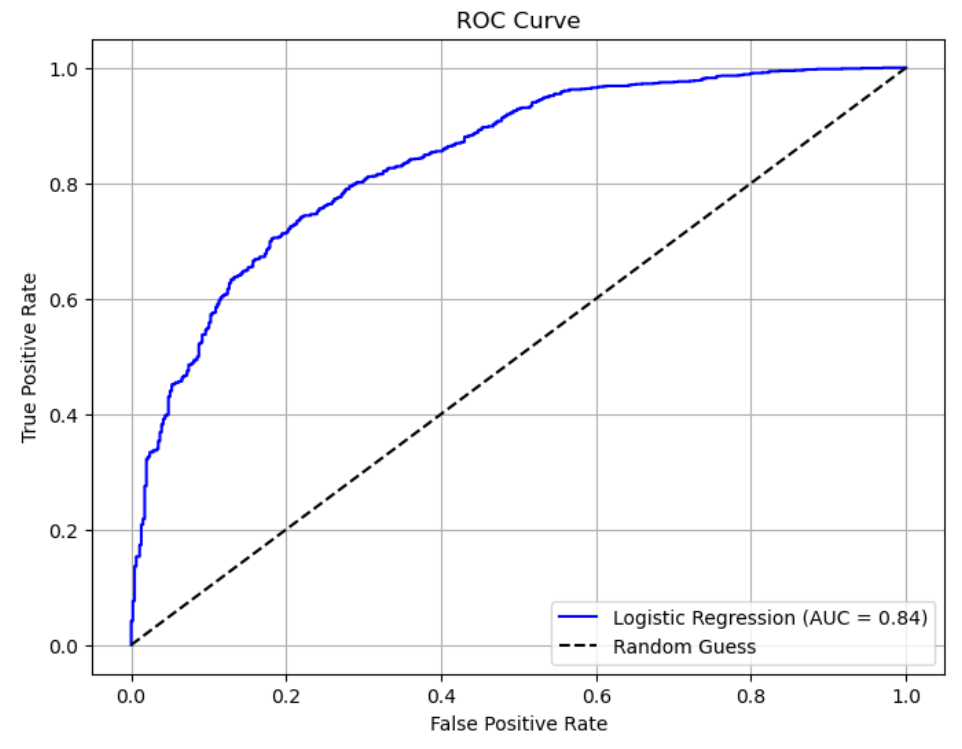 ROC Curve
True Positive Rate
1.0
0.8
0.6
0.4
0.2
0.0
Logistic Regression (AUC = 0.84)
Random Guess
0.0 0.2 0.4 0.6 0.8 1.0
False Positive Rate